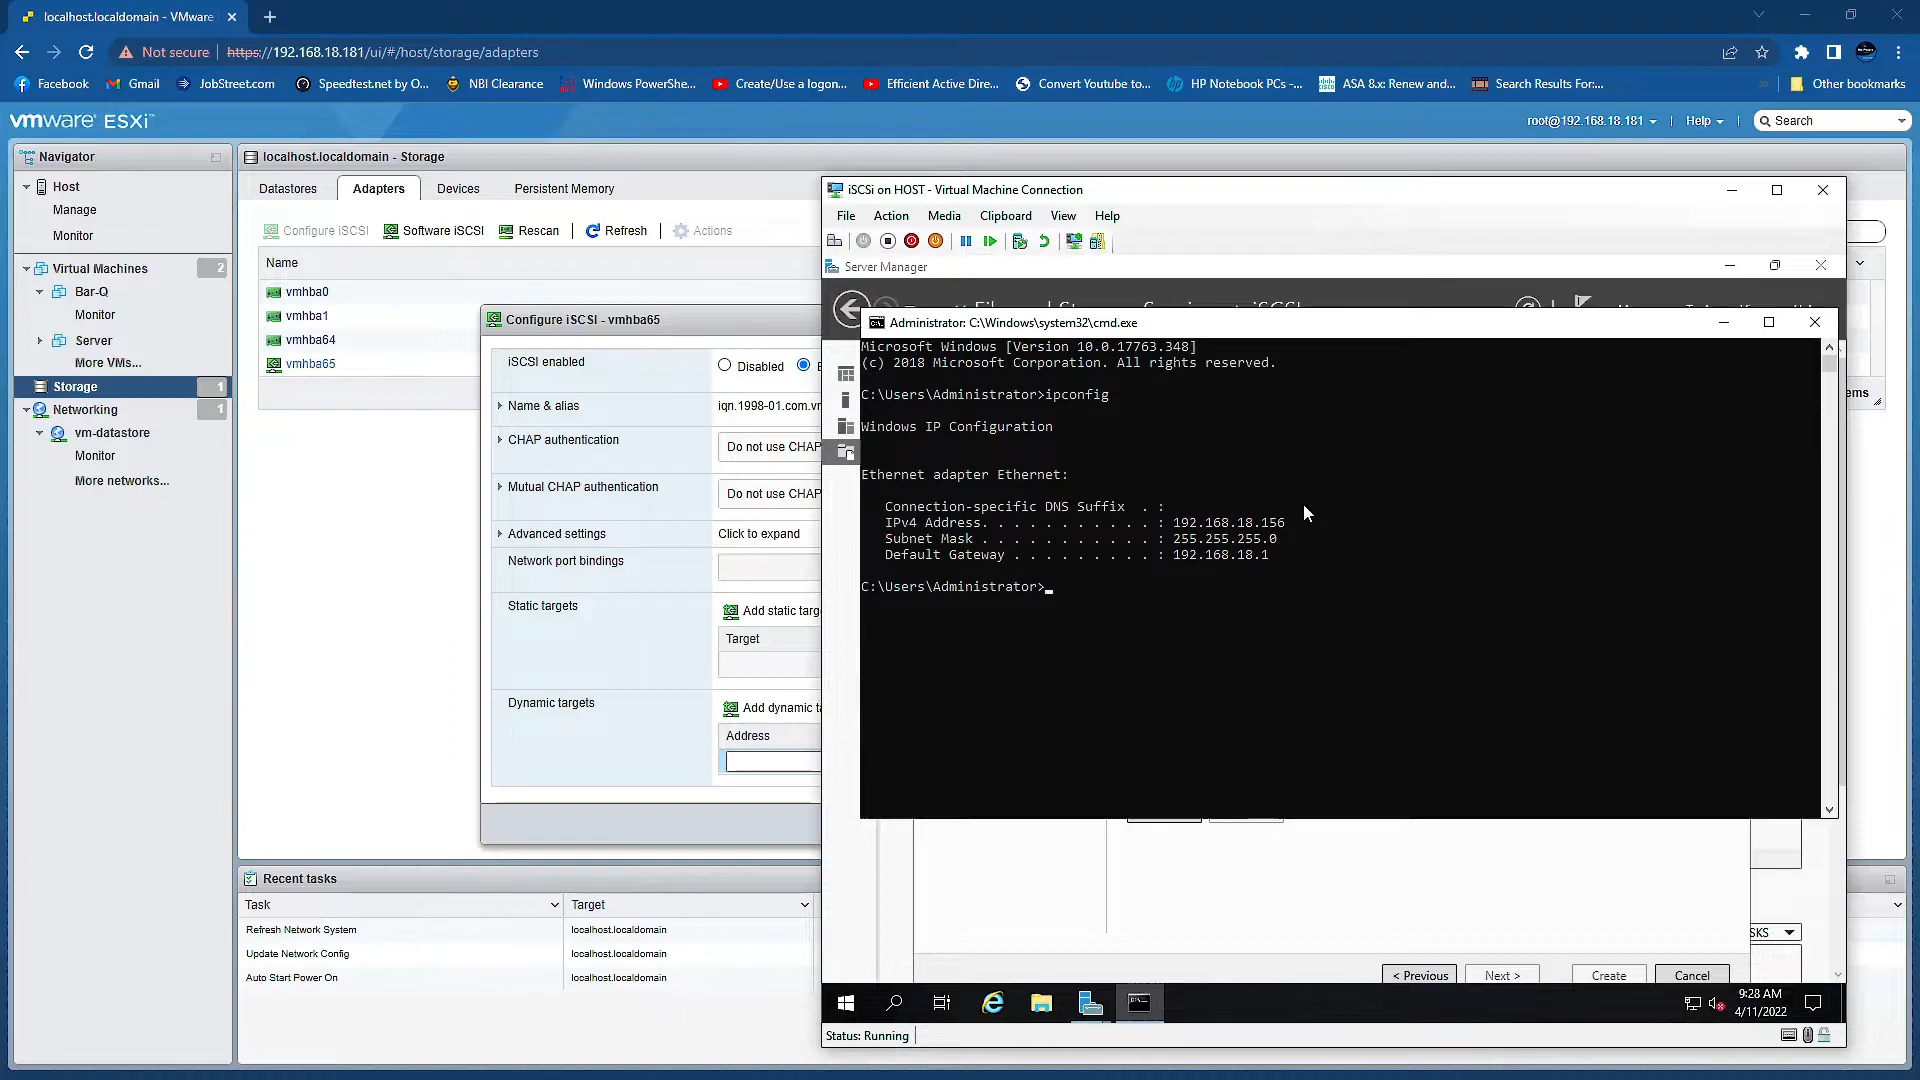 localhost.localdomain - VMware
Not secure
https://192.168.18.181/ui/#/host/storage/adapters
Facebook
Gmail
JobStreet.com
Speedtest.net by O...
NBI Clearance
Windows PowerShe...
Create/Use a logon...
Efficient Active Dire...
Convert Youtube to...
HP Notebook PCs -...
ASA 8.x: Renew and...
Search Results For:...
Other bookmarks
vmware ESXi
root@192.168.18.181
Help
Search
Navigator
Host
Manage
Monitor
Virtual Machines
2
Bar-Q
Monitor
Server
More VMs...
Storage
1
Networking
1
vm-datastore
Monitor
More networks...
localhost.localdomain - Storage
Datastores
Adapters
Devices
Persistent Memory
Configure iSCSI
Software iSCSI
Rescan
Refresh
Actions
Name
vmhba0
vmhba1
vmhba64
vmhba65
Configure iSCSI - vmhba65
iSCSI enabled
Disabled
Name & alias
iqn.1998-01.com.vm
CHAP authentication
Do not use CHAP
Mutual CHAP authentication
Do not use CHAP
Advanced settings
Click to expand
Network port bindings
Static targets
Add static targ
Target
Dynamic targets
Add dynamic ta
Address
Recent tasks
Task
Target
Refresh Network System
localhost.localdomain
Update Network Config
localhost.localdomain
Auto Start Power On
localhost.localdomain
iSCSi on HOST - Virtual Machine Connection
File
Action
Media
Clipboard
View
Help
Server Manager
Administrator: C:\Windows\system32\cmd.exe
Microsoft Windows [Version 10.0.17763.348]
(c) 2018 Microsoft Corporation. All rights reserved.
C:\Users\Administrator>ipconfig
Windows IP Configuration
Ethernet adapter Ethernet:
Connection-specific DNS Suffix . :
IPv4 Address. . . . . . . . . . . : 192.168.18.156
Subnet Mask . . . . . . . . . . . : 255.255.255.0
Default Gateway . . . . . . . . . : 192.168.18.1
C:\Users\Administrator>
ems
SKS
< Previous
Next >
Create
Cancel
9:28 AM
4/11/2022
Status: Running